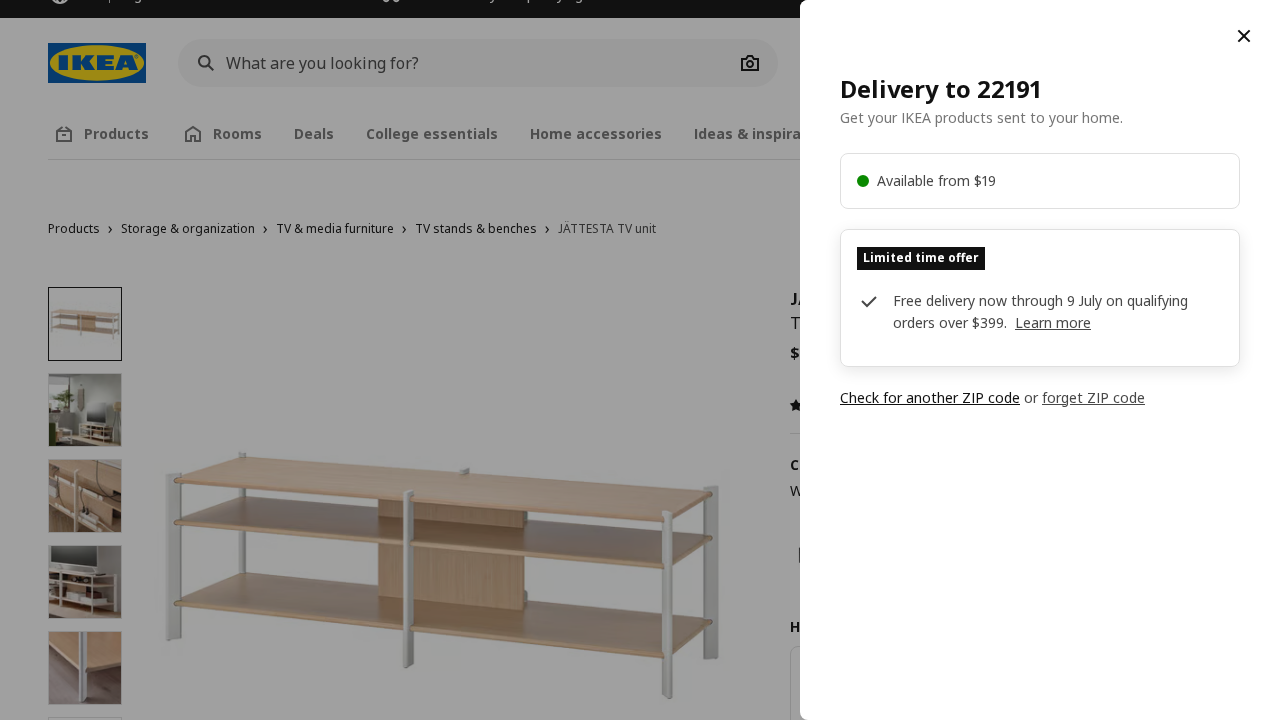 IKEA
What are you looking for?
Products
Rooms
Deals
College essentials
Home accessories
Ideas & inspira
Products › Storage & organization › TV & media furniture › TV stands & benches › JÄTTESTA TV unit
Delivery to 22191
Get your IKEA products sent to your home.
Available from $19
Limited time offer
Free delivery now through 9 July on qualifying
orders over $399. Learn more
Check for another ZIP code or forget ZIP code